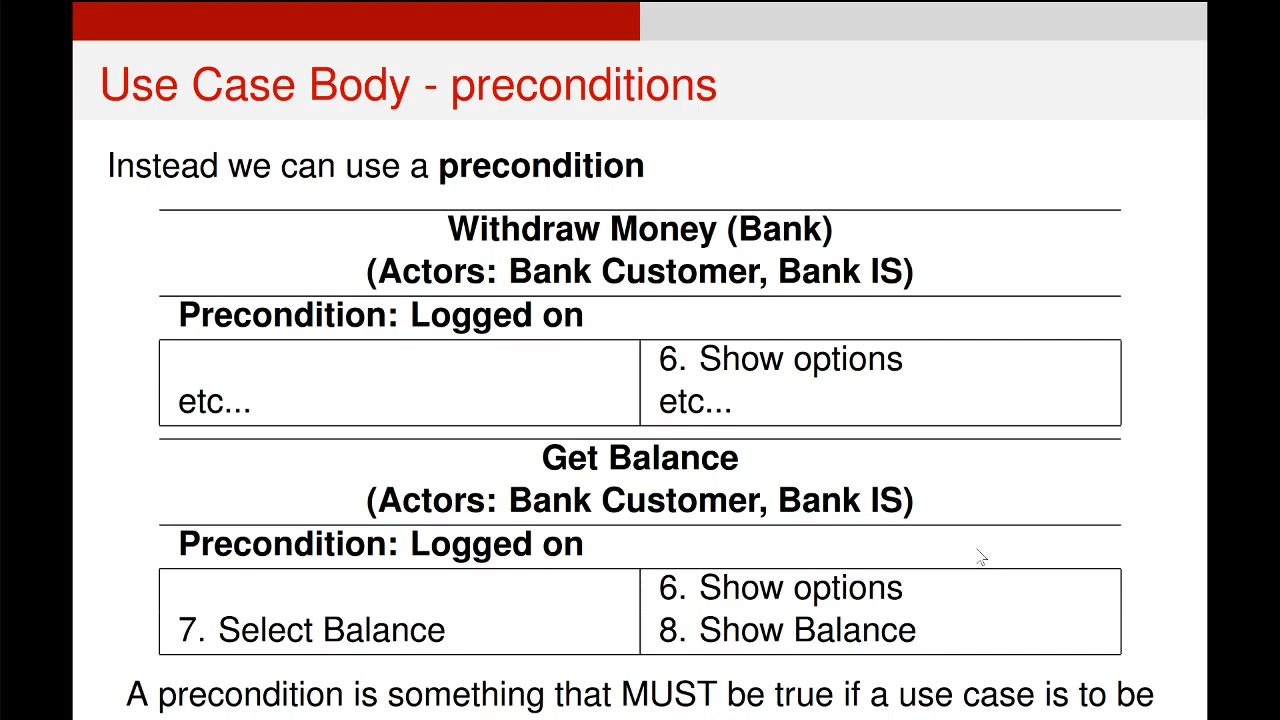 Use Case Body - preconditions
Instead we can use a precondition
Withdraw Money (Bank)
(Actors: Bank Customer, Bank IS)
Precondition: Logged on
6. Show options
etc... etc...
Get Balance
(Actors: Bank Customer, Bank IS)
Precondition: Logged on
6. Show options
7. Select Balance 8. Show Balance
A precondition is something that MUST be true if a use case is to be